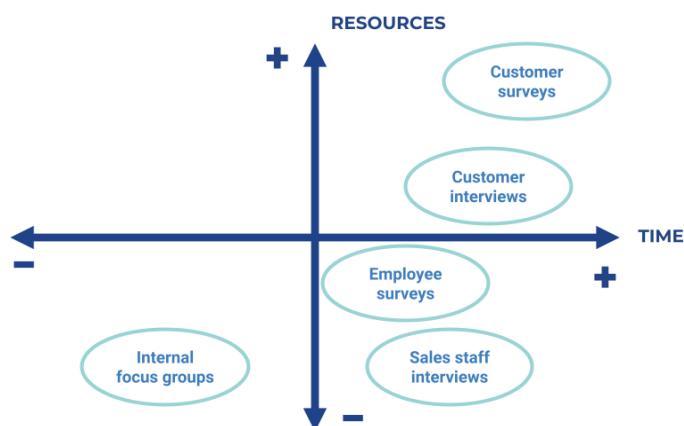 RESOURCES
+
Customer
surveys
Customer
interviews
TIME
–
+
Employee
surveys
Internal
focus groups
Sales staff
interviews
–